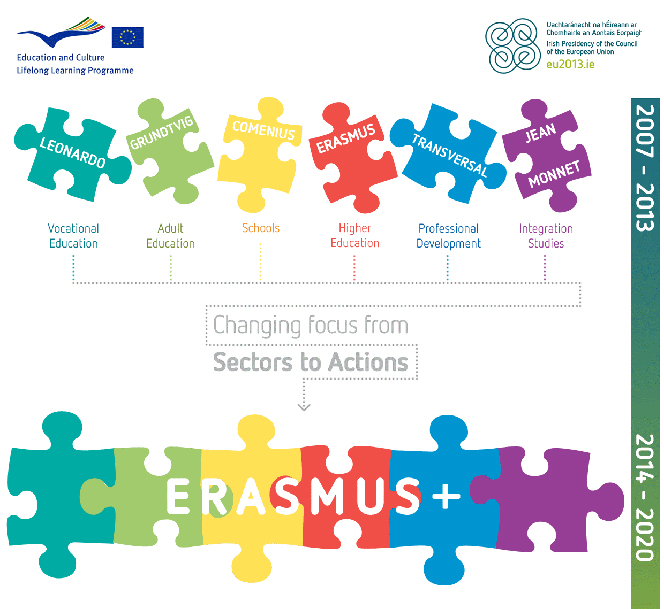 Education and Culture
Lifelong Learning Programme
Uachtaránacht na hÉireann ar
Chomhairle an Aontais Eorpaigh
Irish Presidency of the Council
of the European Union
eu2013.ie
LEONARDO
GRUNDTVIG
COMENIUS
ERASMUS
TRANSVERSAL
JEAN
MONNET
Vocational
Education
Adult
Education
Schools
Higher
Education
Professional
Development
Integration
Studies
2007 - 2013
Changing focus from
Sectors to Actions
ERASMUS+
2014 - 2020